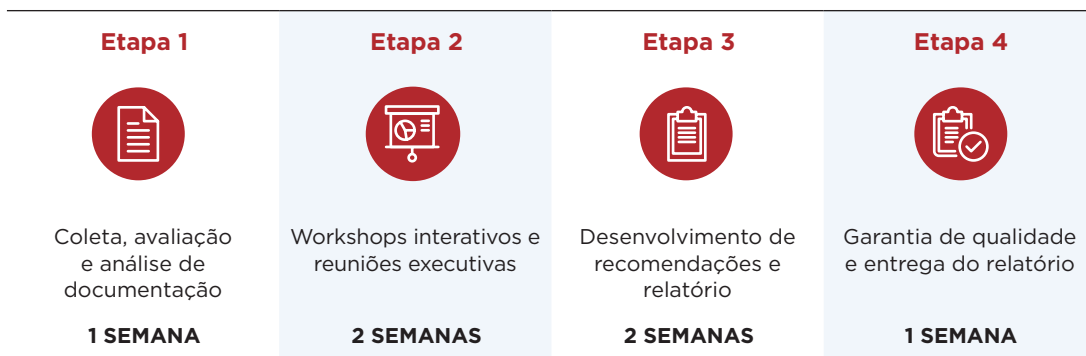 Etapa 1
Coleta, avaliação
e análise de
documentação
1 SEMANA
Etapa 2
Workshops interativos e
reuniões executivas
2 SEMANAS
Etapa 3
Desenvolvimento de
recomendações e
relatório
2 SEMANAS
Etapa 4
Garantia de qualidade
e entrega do relatório
1 SEMANA